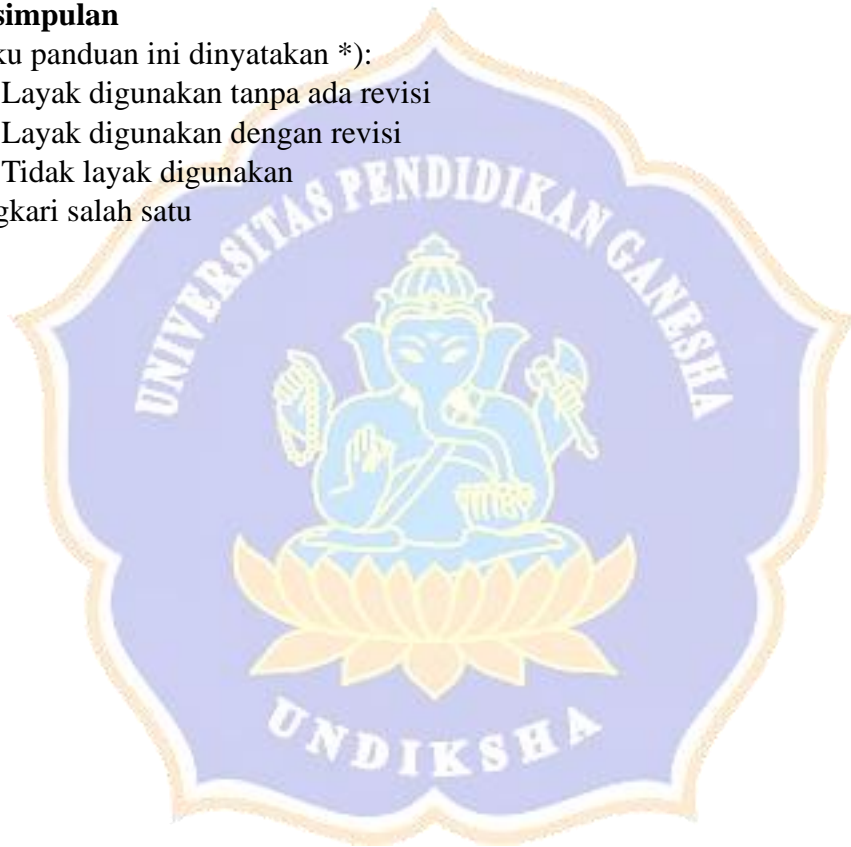 simpulan
ku panduan ini dinyatakan *):
Layak digunakan tanpa ada revisi
Layak digunakan dengan revisi
Tidak layak digunakan
gkari salah satu
UNIVERSITAS PENDIDIKAN GANESHA
UNDIKSHA